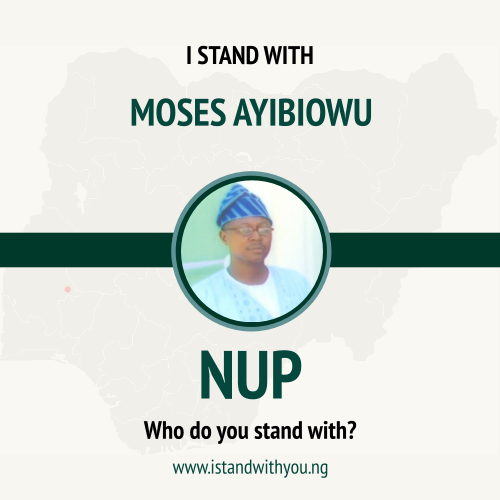 I STAND WITH
MOSES AYIBIOWU
NUP
Who do you stand with?
www.istandwithyou.ng